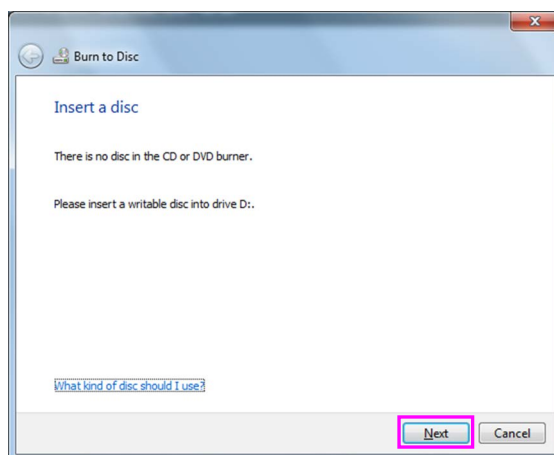 Burn to Disc
Insert a disc
There is no disc in the CD or DVD burner.
Please insert a writable disc into drive D:.
What kind of disc should I use?
Next
Cancel